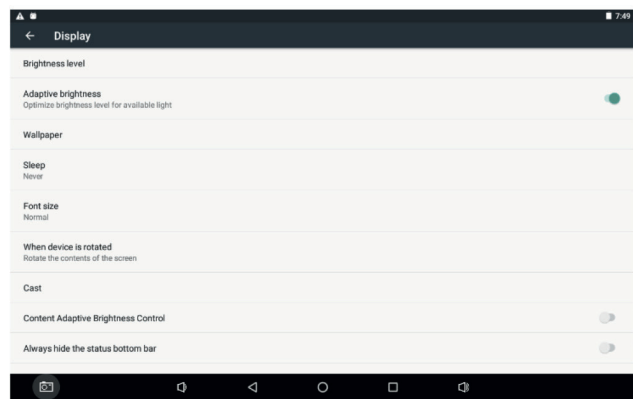 7:49
Display
Brightness level
Adaptive brightness
Optimize brightness level for available light
Wallpaper
Sleep
Never
Font size
Normal
When device is rotated
Rotate the contents of the screen
Cast
Content Adaptive Brightness Control
Always hide the status bottom bar